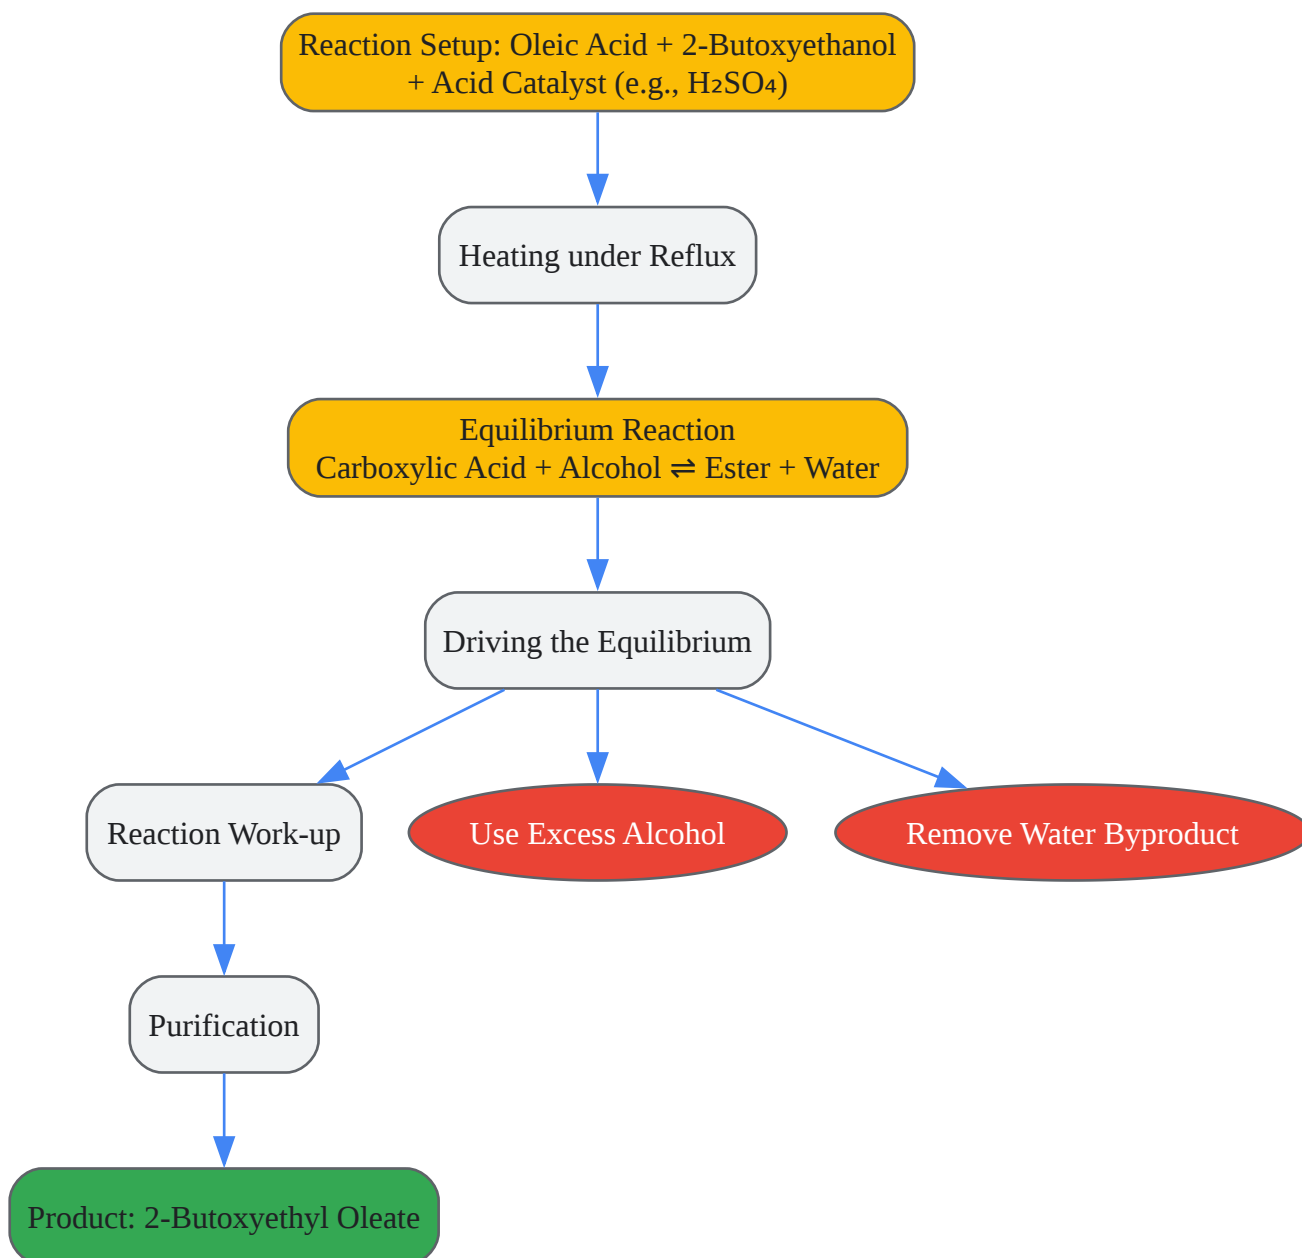 Reaction Setup: Oleic Acid + 2-Butoxyethanol
+ Acid Catalyst (e.g., H₂SO₄)
Heating under Reflux
Equilibrium Reaction
Carboxylic Acid + Alcohol ⇌ Ester + Water
Driving the Equilibrium
Reaction Work-up
Use Excess Alcohol
Remove Water Byproduct
Purification
Product: 2-Butoxyethyl Oleate